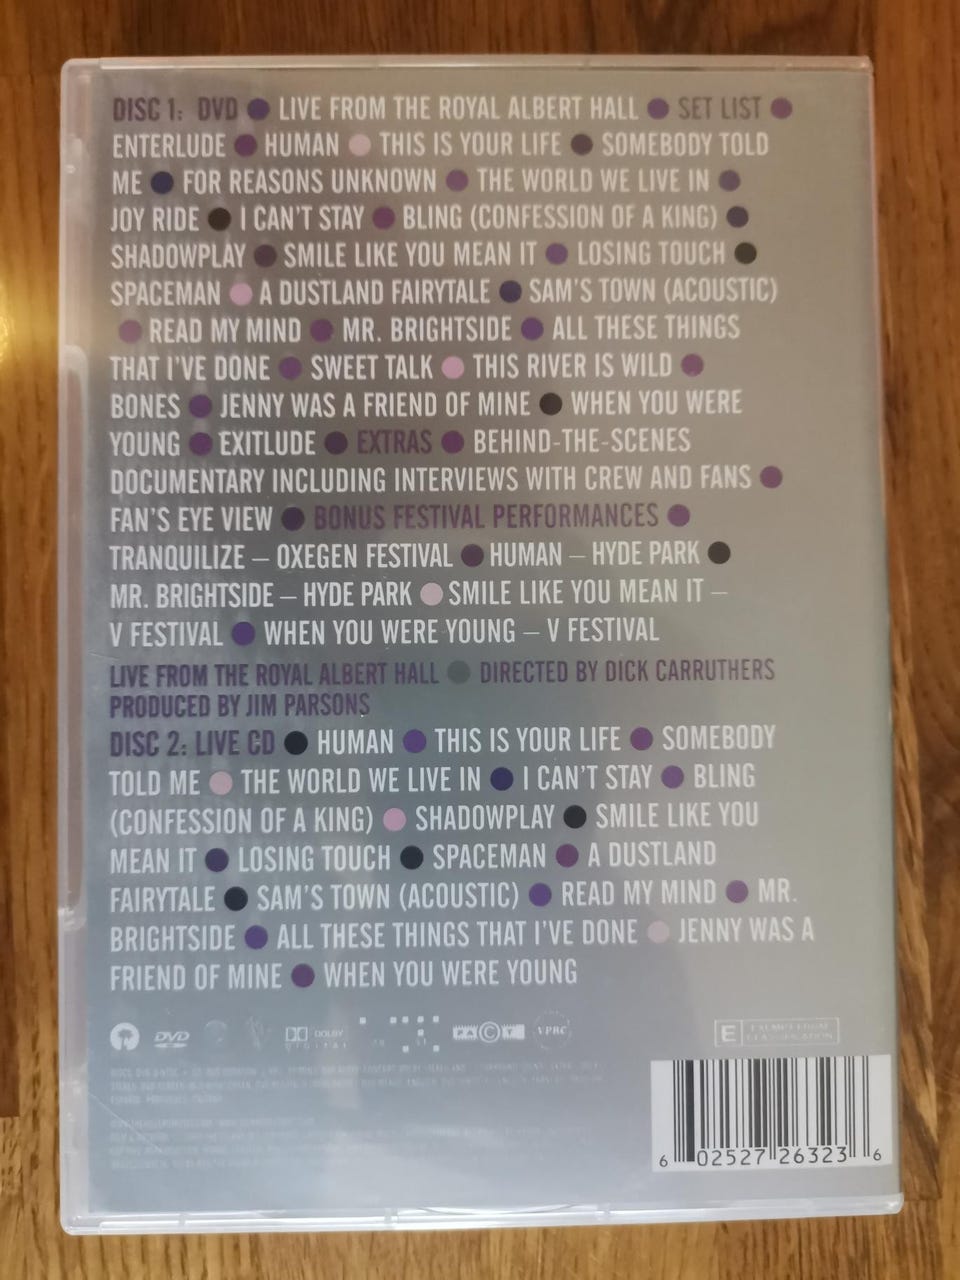 DISC 1: DVD ● LIVE FROM THE ROYAL ALBERT HALL ● SET LIST ●
ENTERLUDE ● HUMAN ● THIS IS YOUR LIFE ● SOMEBODY TOLD
ME ● FOR REASONS UNKNOWN ● THE WORLD WE LIVE IN ●
JOY RIDE ● I CAN'T STAY ● BLING (CONFESSION OF A KING) ●
SHADOWPLAY ● SMILE LIKE YOU MEAN IT ● LOSING TOUCH ●
SPACEMAN ● A DUSTLAND FAIRYTALE ● SAM'S TOWN (ACOUSTIC)
● READ MY MIND ● MR. BRIGHTSIDE ● ALL THESE THINGS
THAT I'VE DONE ● SWEET TALK ● THIS RIVER IS WILD ●
BONES ● JENNY WAS A FRIEND OF MINE ● WHEN YOU WERE
YOUNG ● EXITLUDE ● EXTRAS ● BEHIND-THE-SCENES
DOCUMENTARY INCLUDING INTERVIEWS WITH CREW AND FANS ●
FAN'S EYE VIEW ● BONUS FESTIVAL PERFORMANCES ●
TRANQUILIZE – OXEGEN FESTIVAL ● HUMAN – HYDE PARK ●
MR. BRIGHTSIDE – HYDE PARK ● SMILE LIKE YOU MEAN IT –
V FESTIVAL ● WHEN YOU WERE YOUNG – V FESTIVAL
LIVE FROM THE ROYAL ALBERT HALL ● DIRECTED BY DICK CARRUTHERS
PRODUCED BY JIM PARSONS
DISC 2: LIVE CD ● HUMAN ● THIS IS YOUR LIFE ● SOMEBODY
TOLD ME ● THE WORLD WE LIVE IN ● I CAN'T STAY ● BLING
(CONFESSION OF A KING) ● SHADOWPLAY ● SMILE LIKE YOU
MEAN IT ● LOSING TOUCH ● SPACEMAN ● A DUSTLAND
FAIRYTALE ● SAM'S TOWN (ACOUSTIC) ● READ MY MIND ● MR.
BRIGHTSIDE ● ALL THESE THINGS THAT I'VE DONE ● JENNY WAS A
FRIEND OF MINE ● WHEN YOU WERE YOUNG
DVD DOLBY DIGITAL VPRC E
6 02527 26323 6